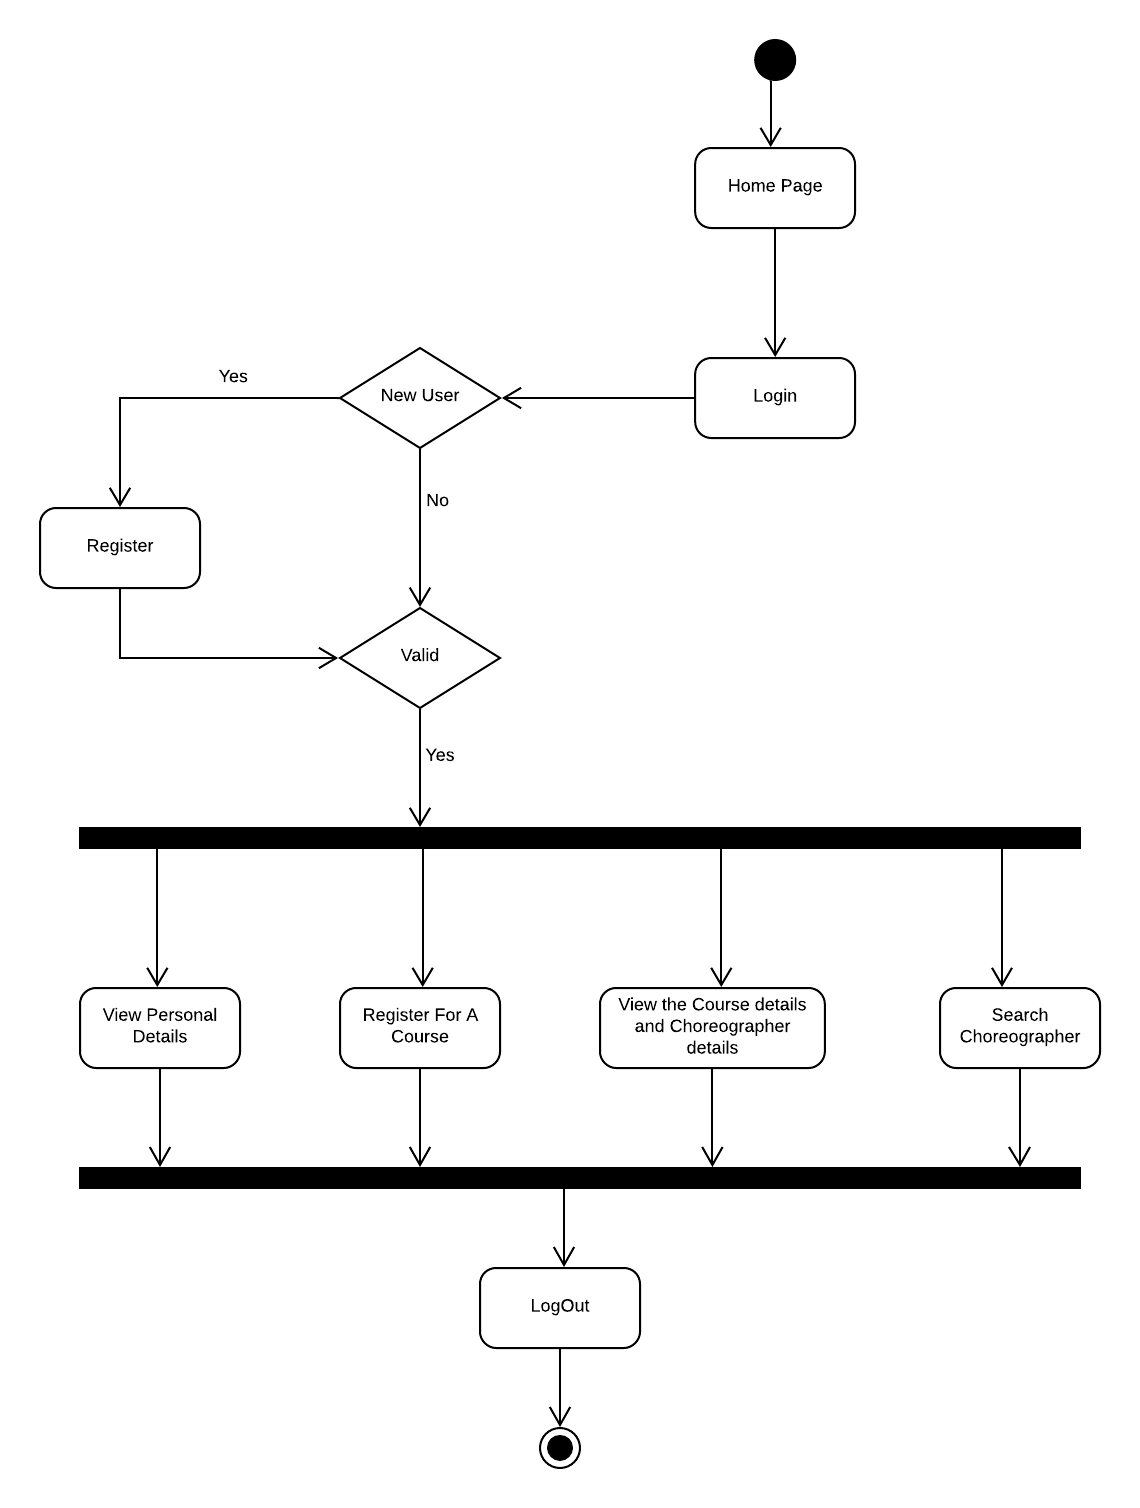 Home Page
Login
New User
Yes
No
Register
Valid
Yes
View Personal
Details
Register For A
Course
View the Course details
and Choreographer
details
Search
Choreographer
LogOut